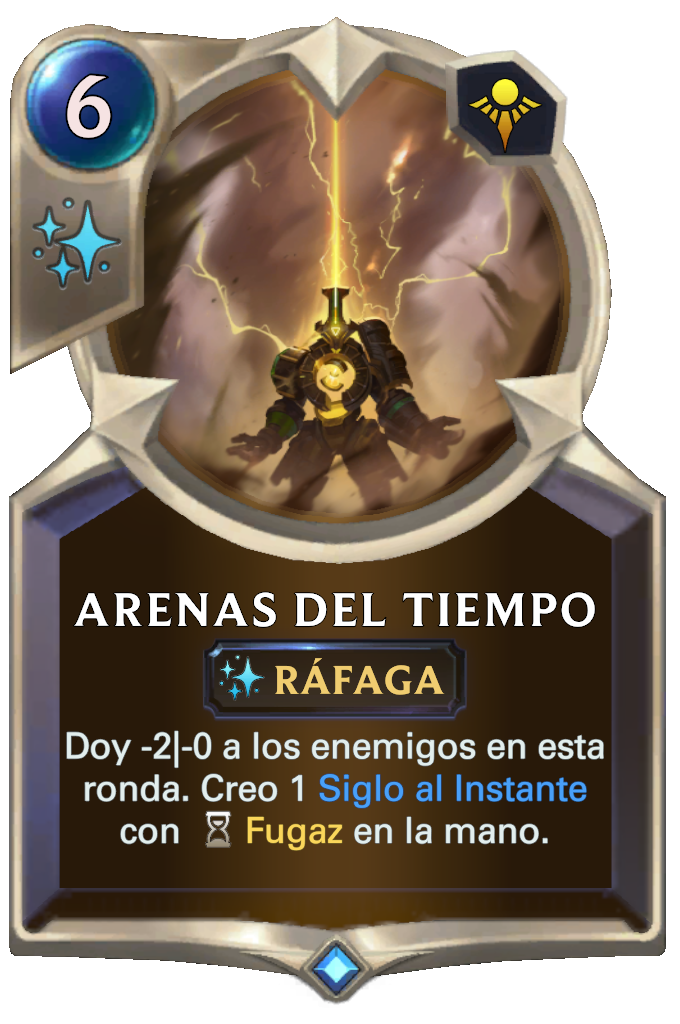 6
ARENAS DEL TIEMPO
RÁFAGA
Doy -2|-0 a los enemigos en esta
ronda. Creo 1 Siglo al Instante
con Fugaz en la mano.